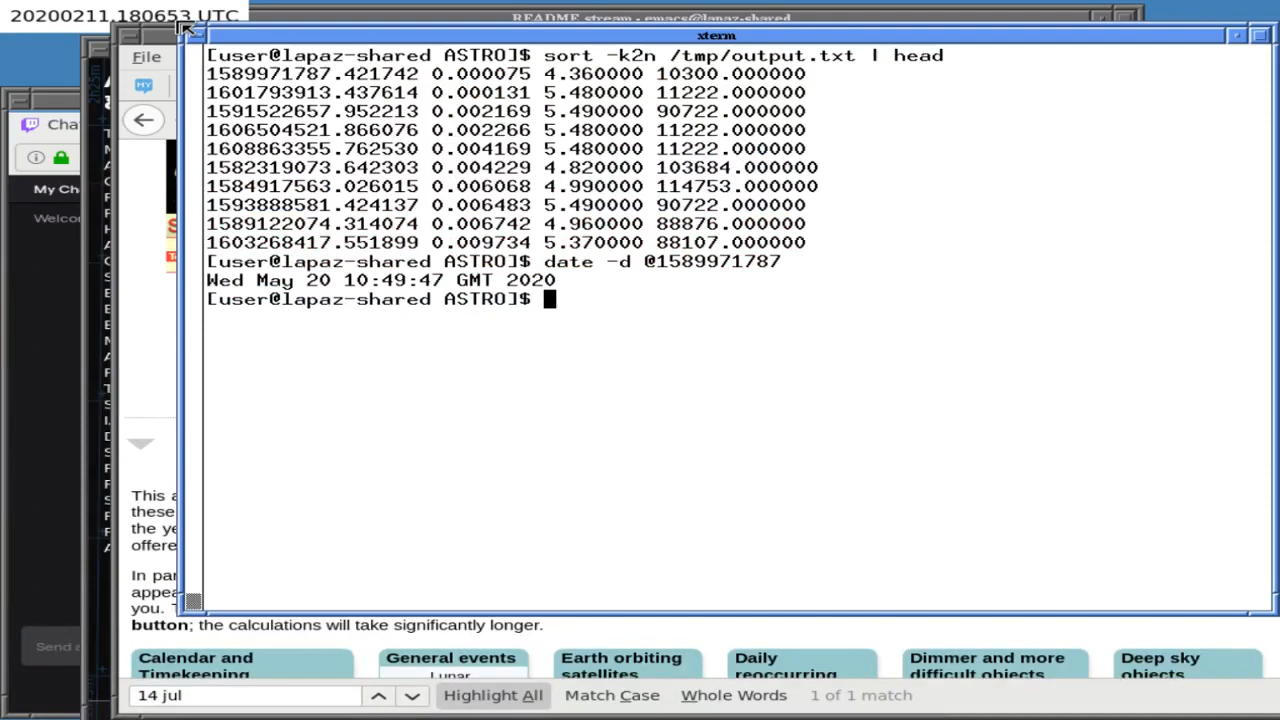 20200211.180653 UTC
README stream - emacs@lapaz-shared
xterm
File
[user@lapaz-shared ASTRO]$ sort -k2n /tmp/output.txt | head
1589971787.421742 0.000075 4.360000 10300.000000
1601793913.437614 0.000131 5.480000 11222.000000
1591522657.952213 0.002169 5.490000 90722.000000
1606504521.866076 0.002266 5.480000 11222.000000
1608863355.762530 0.004169 5.480000 11222.000000
1582319073.642303 0.004229 4.820000 103684.000000
1584917563.026015 0.006068 4.990000 114753.000000
1593888581.424137 0.006483 5.490000 90722.000000
1589122074.314074 0.006742 4.960000 88876.000000
1603268417.551899 0.009734 5.370000 88107.000000
[user@lapaz-shared ASTRO]$ date -d @1589971787
Wed May 20 10:49:47 GMT 2020
[user@lapaz-shared ASTRO]$
2h25m
MY
Cha
My Ch
Welcon
This a
these
the ye
offere
In par
appea
you. T
button; the calculations will take significantly longer.
Send a
Calendar and
Timekeeping
General events
Lunar
Earth orbiting
satellites
Daily
reoccurring
Dimmer and more
difficult objects
Deep sky
objects
14 jul
Highlight All
Match Case
Whole Words
1 of 1 match